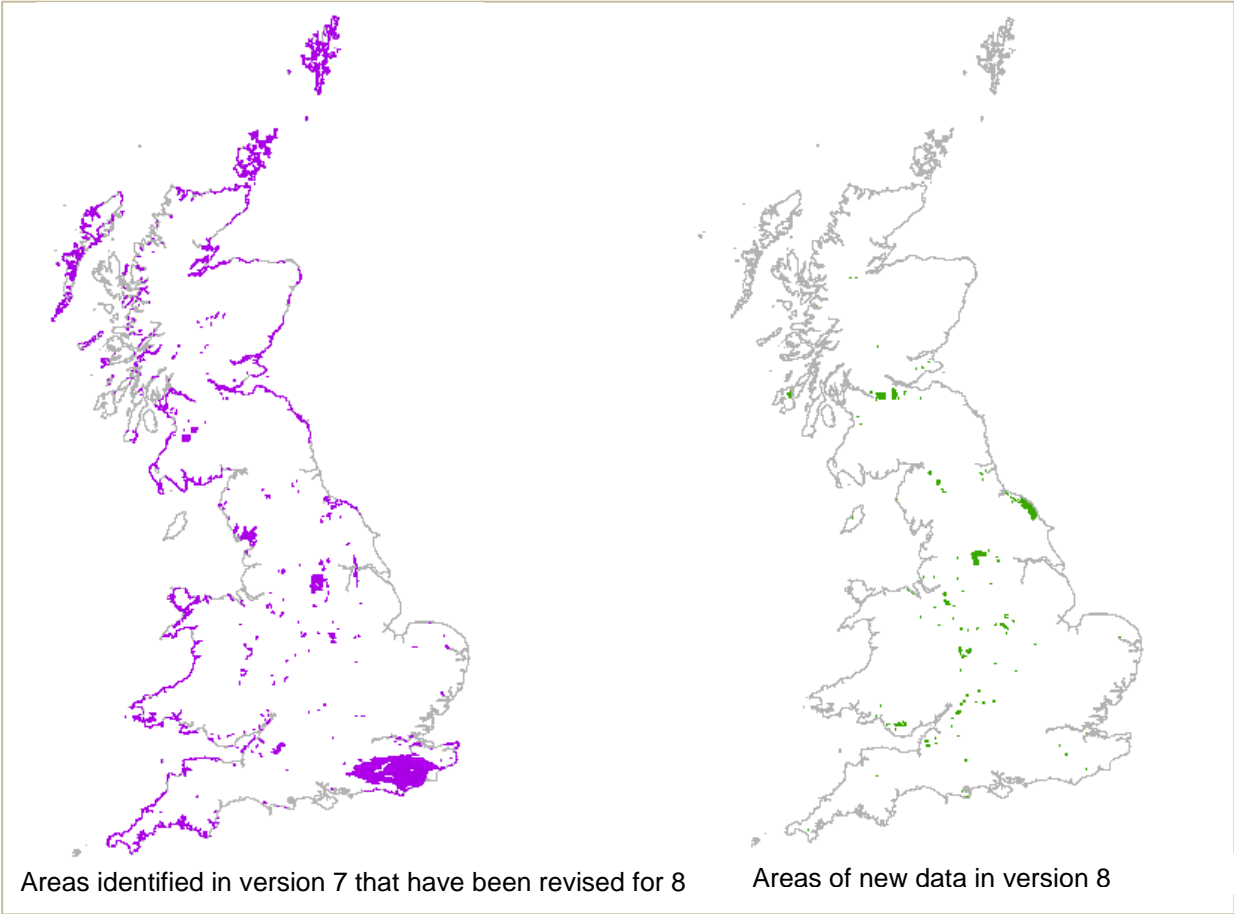 Areas identified in version 7 that have been revised for 8
Areas of new data in version 8